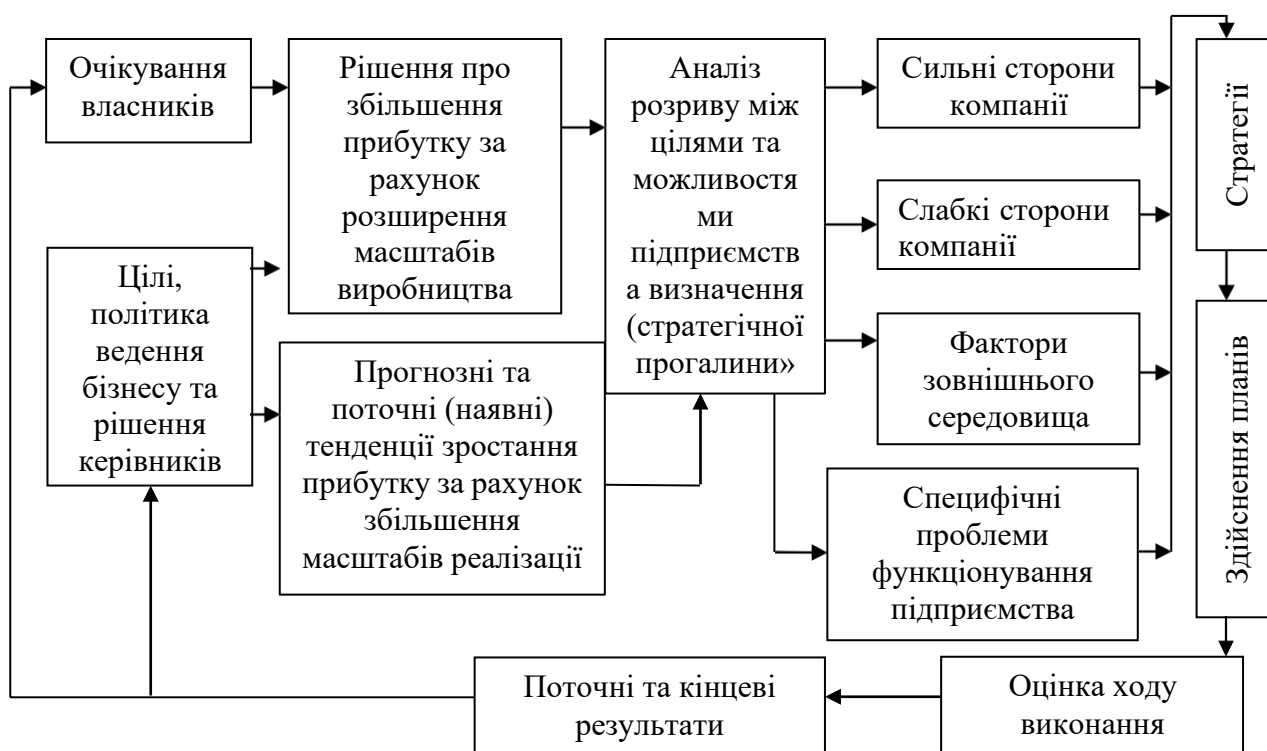 Очікування
власників
Рішення про
збільшення
прибутку за
рахунок
розширення
масштабів
виробництва
Цілі,
політика
ведення
бізнесу та
рішення
керівників
Прогнозні та
поточні (наявні)
тенденції зростання
прибутку за рахунок
збільшення
масштабів реалізації
Аналіз
розриву між
цілями та
можливостя
ми
підприємств
а визначення
(стратегічної
прогалини»
Сильні сторони
компанії
Слабкі сторони
компанії
Фактори
зовнішнього
середовища
Специфічні
проблеми
функціонування
підприємства
Стратегії
Здійснення планів
Оцінка ходу
виконання
Поточні та кінцеві
результати